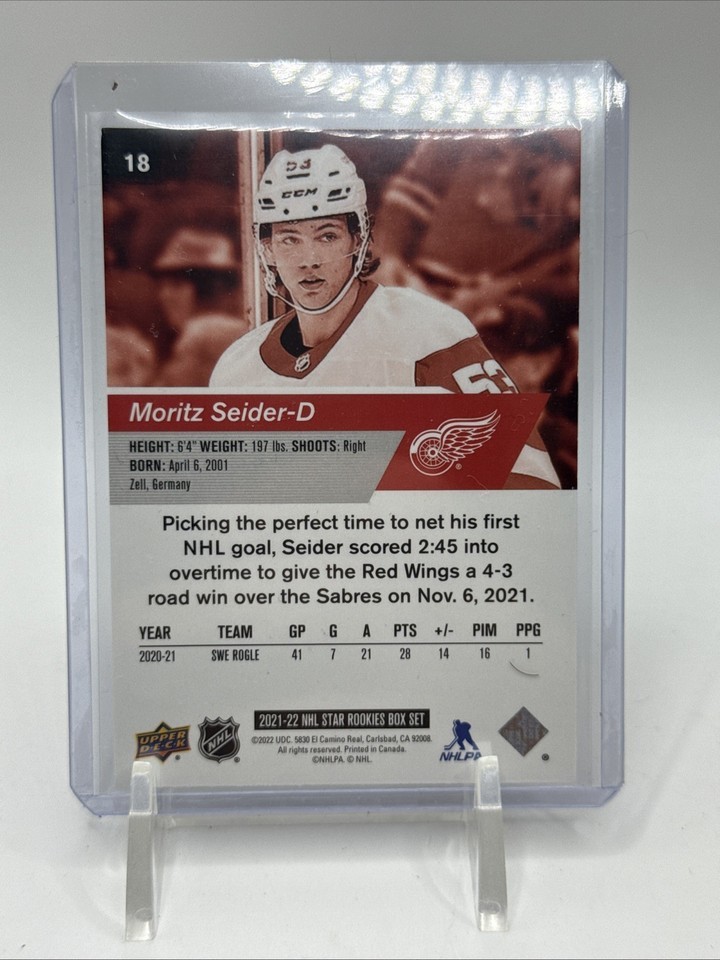 18
53
CCM
53
Moritz Seider-D
HEIGHT: 6'4" WEIGHT: 197 lbs. SHOOTS: Right
BORN: April 6, 2001
Zell, Germany
Picking the perfect time to net his first
NHL goal, Seider scored 2:45 into
overtime to give the Red Wings a 4-3
road win over the Sabres on Nov. 6, 2021.
YEAR TEAM GP G A PTS +/- PIM PPG
2020-21 SWE ROGLE 41 7 21 28 14 16 1
2021-22 NHL STAR ROOKIES BOX SET
UPPER
DECK
NHL
©2022 UDC. 5830 El Camino Real, Carlsbad, CA 92008.
All rights reserved. Printed in Canada.
©NHLPA. © NHL.
NHLPA